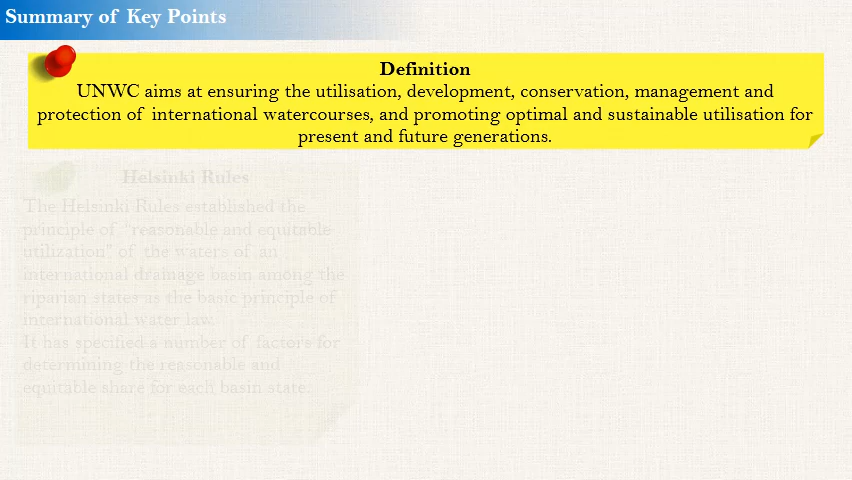 Summary of Key Points
Definition
UNWC aims at ensuring the utilisation, development, conservation, management and
protection of international watercourses, and promoting optimal and sustainable utilisation for
present and future generations.
Helsinki Rules
The Helsinki Rules established the
principle of "reasonable and equitable
utilization" of the waters of an
international drainage basin among the
riparian states as the basic principle of
international water law.
It has specified a number of factors for
determining the reasonable and
equitable share for each basin state.